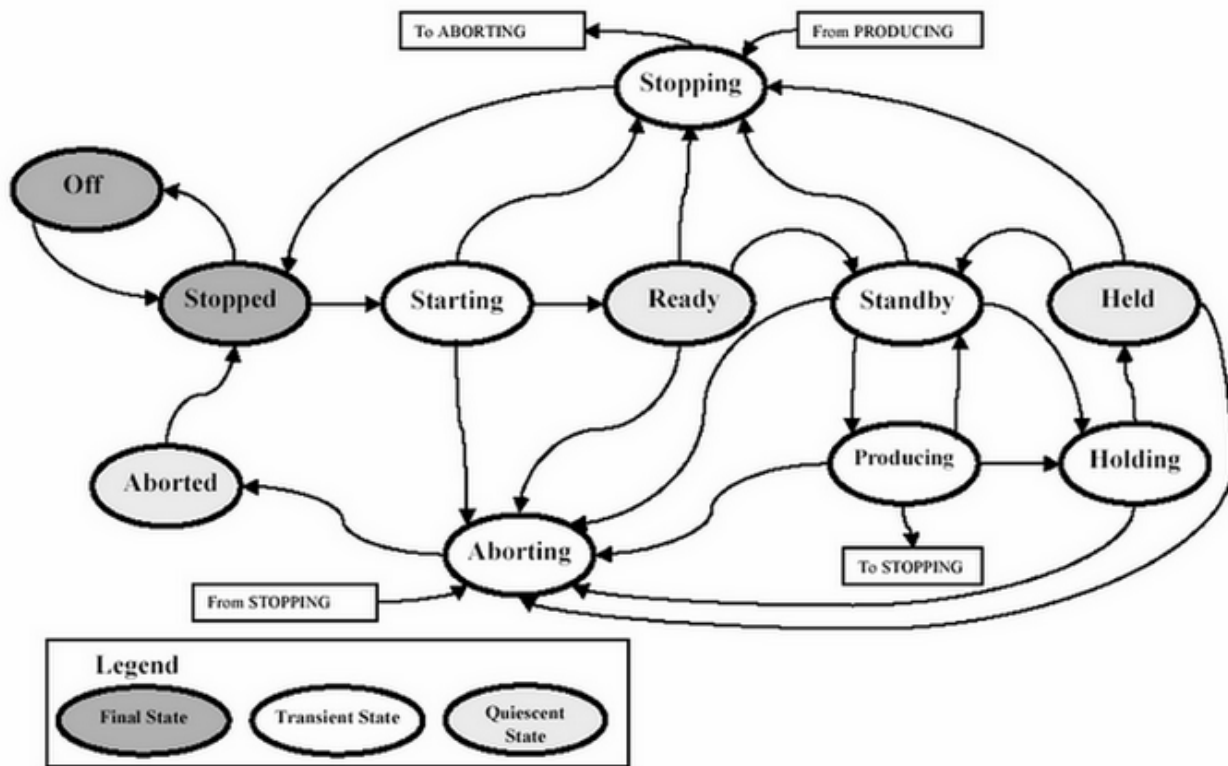 To ABORTING
From PRODUCING
Stopping
Off
Stopped
Starting
Ready
Standby
Held
Aborted
Producing
Holding
Aborting
To STOPPING
From STOPPING
Legend
Final State
Transient State
Quiescent
State